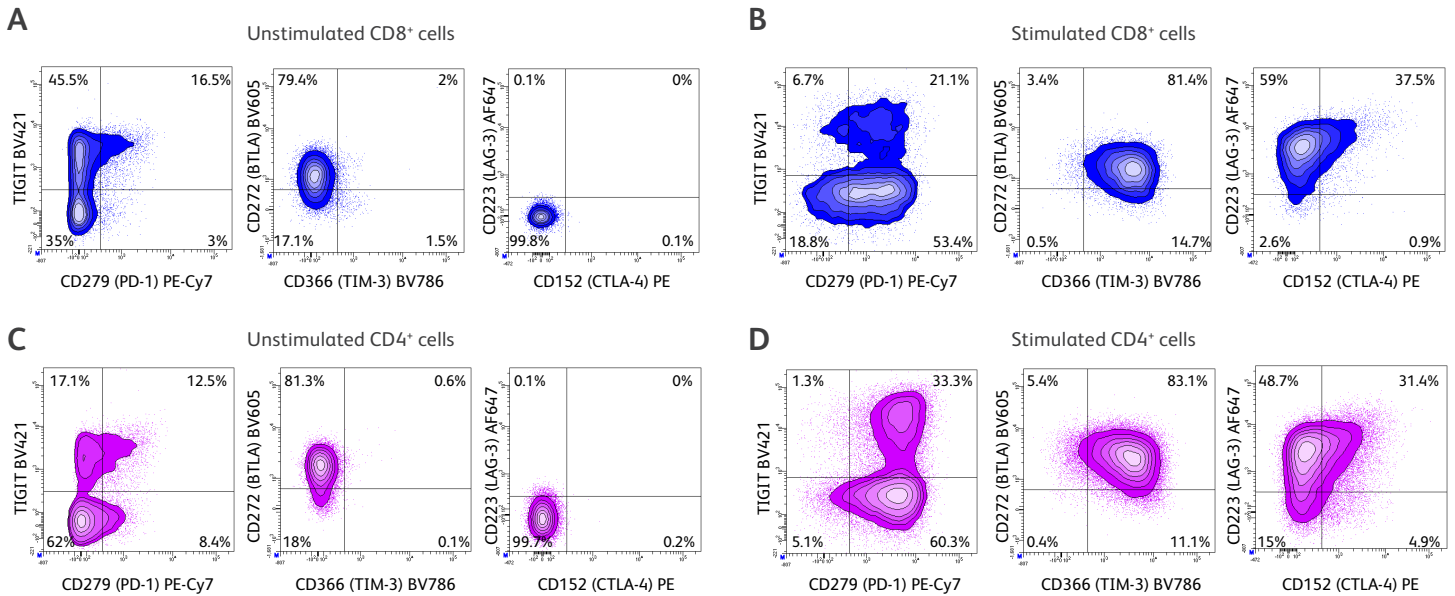 A
Unstimulated CD8⁺ cells
45.5% 16.5%
35% 3%
TIGIT BV421
CD279 (PD-1) PE-Cy7
79.4% 2%
17.1% 1.5%
CD272 (BTLA) BV605
CD366 (TIM-3) BV786
0.1% 0%
99.8% 0.1%
CD223 (LAG-3) AF647
CD152 (CTLA-4) PE
B
Stimulated CD8⁺ cells
6.7% 21.1%
18.8% 53.4%
TIGIT BV421
CD279 (PD-1) PE-Cy7
3.4% 81.4%
0.5% 14.7%
CD272 (BTLA) BV605
CD366 (TIM-3) BV786
59% 37.5%
2.6% 0.9%
CD223 (LAG-3) AF647
CD152 (CTLA-4) PE
C
Unstimulated CD4⁺ cells
17.1% 12.5%
62% 8.4%
TIGIT BV421
CD279 (PD-1) PE-Cy7
81.3% 0.6%
18% 0.1%
CD272 (BTLA) BV605
CD366 (TIM-3) BV786
0.1% 0%
99.7% 0.2%
CD223 (LAG-3) AF647
CD152 (CTLA-4) PE
D
Stimulated CD4⁺ cells
1.3% 33.3%
5.1% 60.3%
TIGIT BV421
CD279 (PD-1) PE-Cy7
5.4% 83.1%
0.4% 11.1%
CD272 (BTLA) BV605
CD366 (TIM-3) BV786
48.7% 31.4%
15% 4.9%
CD223 (LAG-3) AF647
CD152 (CTLA-4) PE